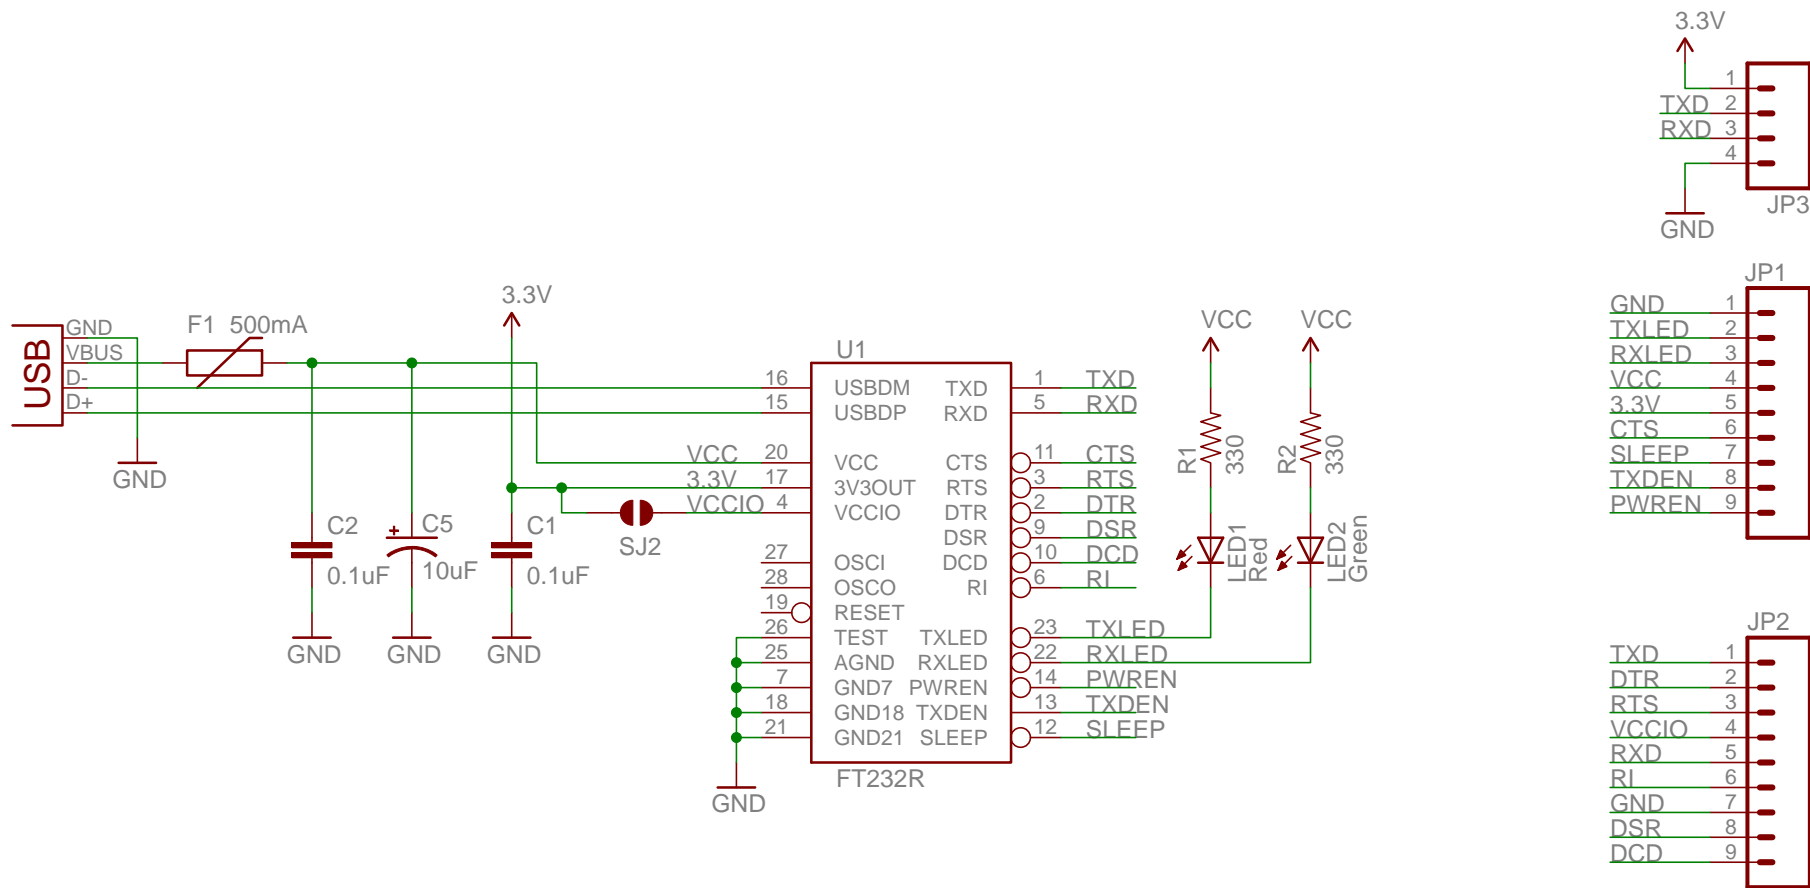 USB
GND
VBUS
D-
D+
GND
F1 500mA
C2
0.1uF
GND
+
C5
10uF
GND
3.3V
C1
0.1uF
GND
SJ2
VCC
3.3V
VCCIO
U1
16 USBDM TXD 1 TXD
15 USBDP RXD 5 RXD
20 VCC CTS 11 CTS
17 3V3OUT RTS 3 RTS
4 VCCIO DTR 2 DTR
DSR 9 DSR
27 OSCI DCD 10 DCD
28 OSCO RI 6 RI
19 RESET
26 TEST TXLED 23 TXLED
25 AGND RXLED 22 RXLED
7 GND7 PWREN 14 PWREN
18 GND18 TXDEN 13 TXDEN
21 GND21 SLEEP 12 SLEEP
FT232R
GND
VCC
R1
330
LED1
Red
VCC
R2
330
LED2
Green
3.3V
1
TXD 2
RXD 3
4
GND
JP3
JP1
GND 1
TXLED 2
RXLED 3
VCC 4
3.3V 5
CTS 6
SLEEP 7
TXDEN 8
PWREN 9
JP2
TXD 1
DTR 2
RTS 3
VCCIO 4
RXD 5
RI 6
GND 7
DSR 8
DCD 9